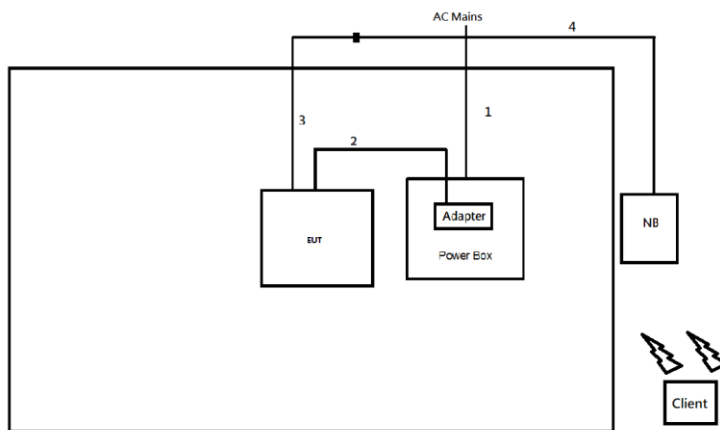 AC Mains
4
3
2
1
EUT
Adapter
Power Box
NB
Client